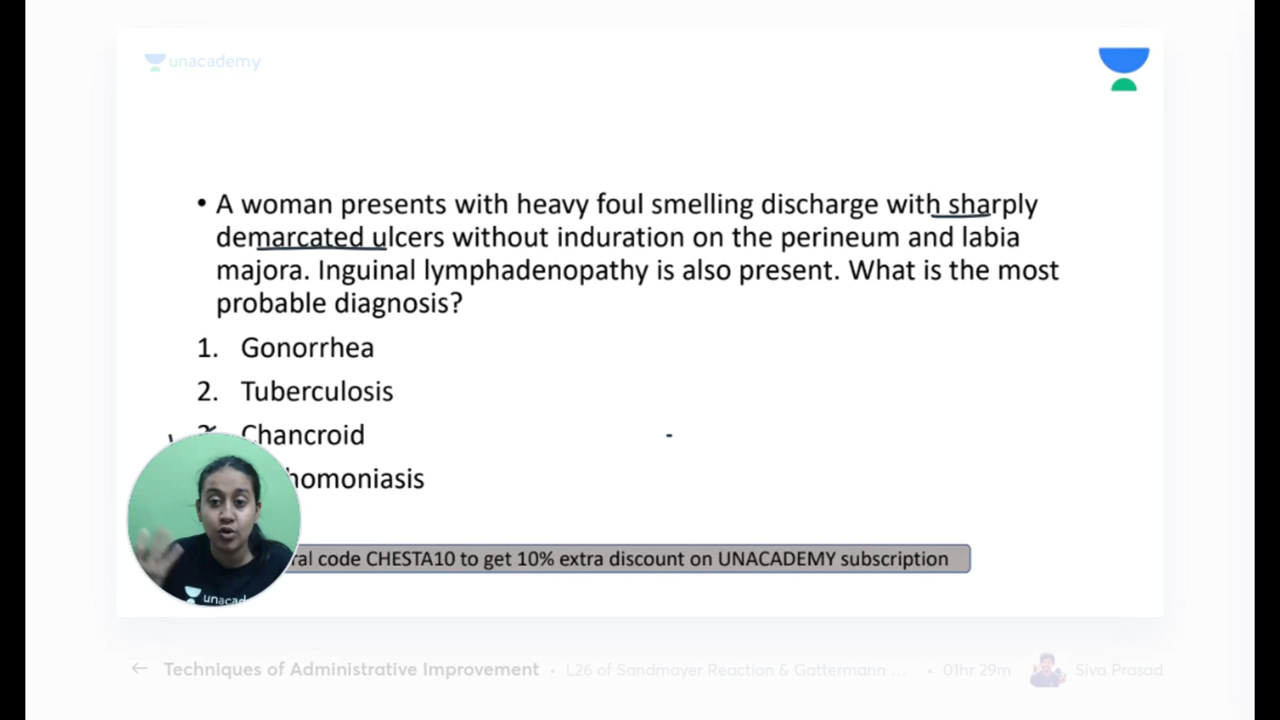 unacademy
• A woman presents with heavy foul smelling discharge with sharply
demarcated ulcers without induration on the perineum and labia
majora. Inguinal lymphadenopathy is also present. What is the most
probable diagnosis?
1. Gonorrhea
2. Tuberculosis
Chancroid
homoniasis
ral code CHESTA10 to get 10% extra discount on UNACADEMY subscription
unacad
← Techniques of Administrative Improvement • L26 of Sandmayer Reaction & Gattermann ... • 01hr 29m Siva Prasad